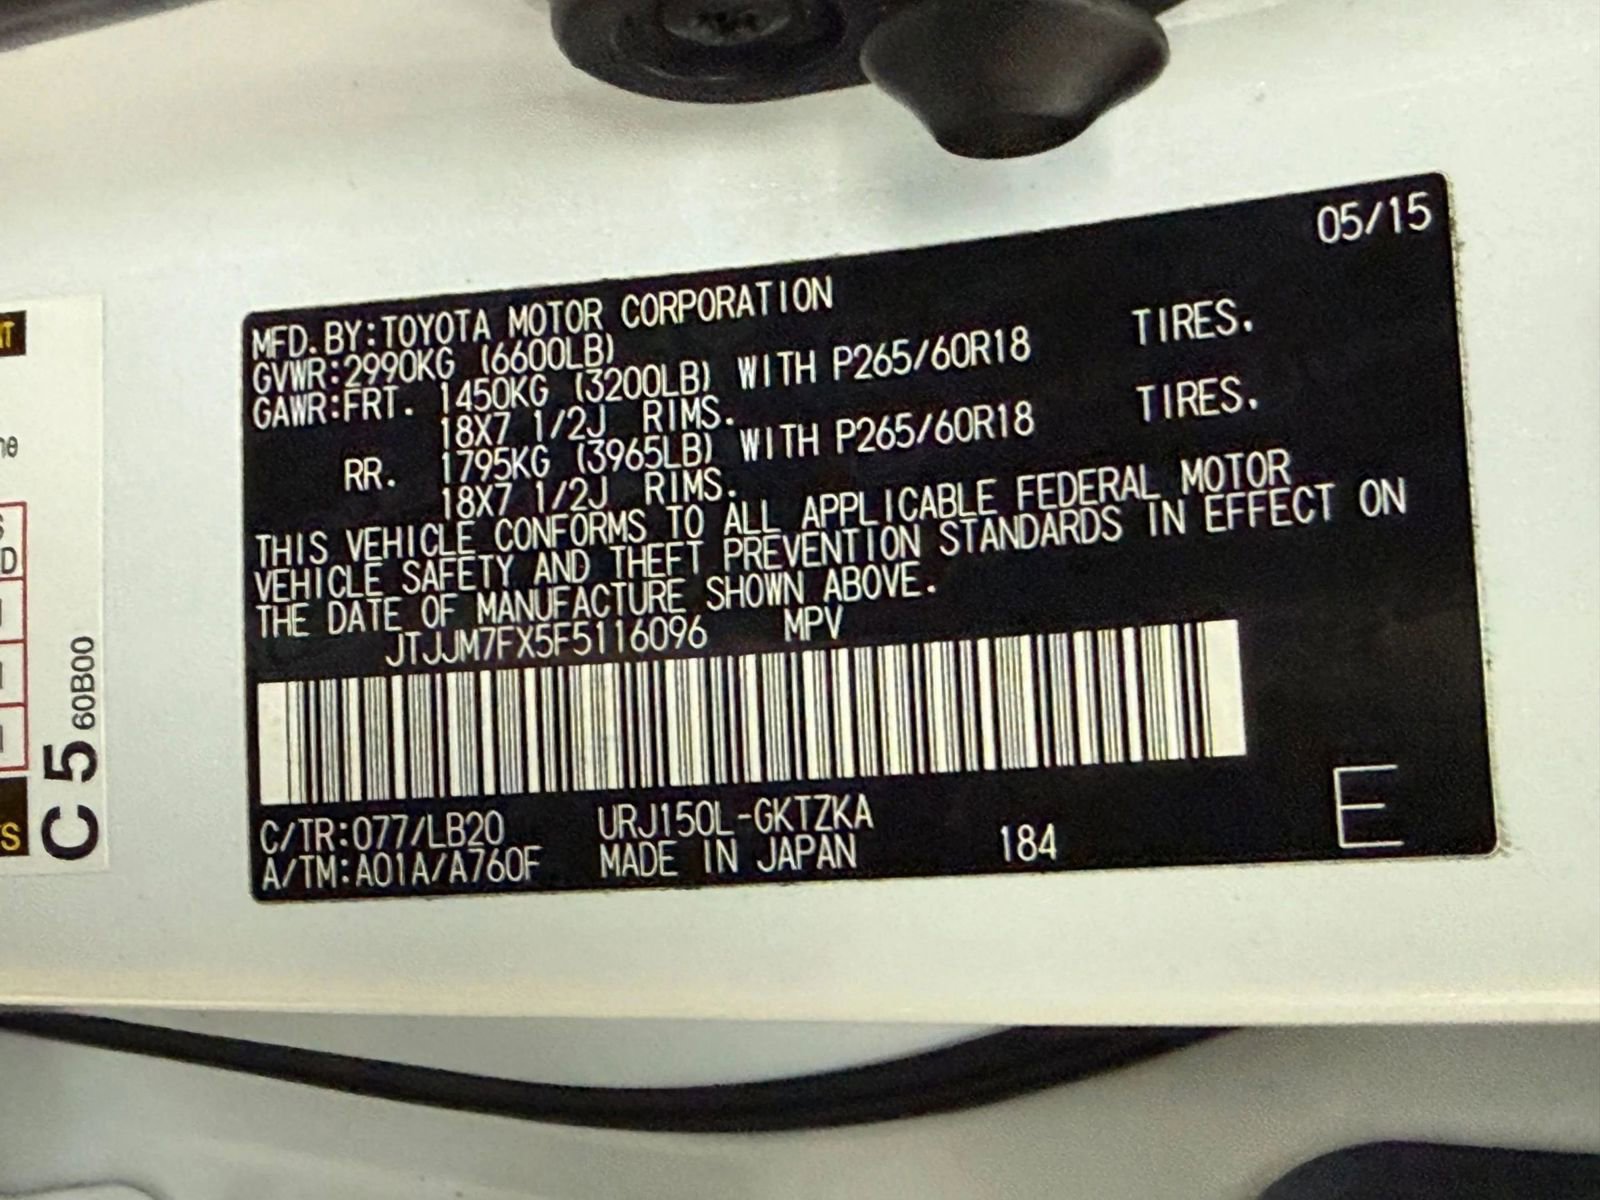 05/15
MFD.BY:TOYOTA MOTOR CORPORATION
GVWR:2990KG (6600LB)
GAWR:FRT. 1450KG (3200LB) WITH P265/60R18 TIRES.
18X7 1/2J RIMS.
RR. 1795KG (3965LB) WITH P265/60R18 TIRES.
18X7 1/2J RIMS.
THIS VEHICLE CONFORMS TO ALL APPLICABLE FEDERAL MOTOR
VEHICLE SAFETY AND THEFT PREVENTION STANDARDS IN EFFECT ON
THE DATE OF MANUFACTURE SHOWN ABOVE.
JTJJM7FX5F5116096 MPV
C/TR:077/LB20 URJ150L-GKTZKA
A/TM:A01A/A760F MADE IN JAPAN 184 E
C5 60B00